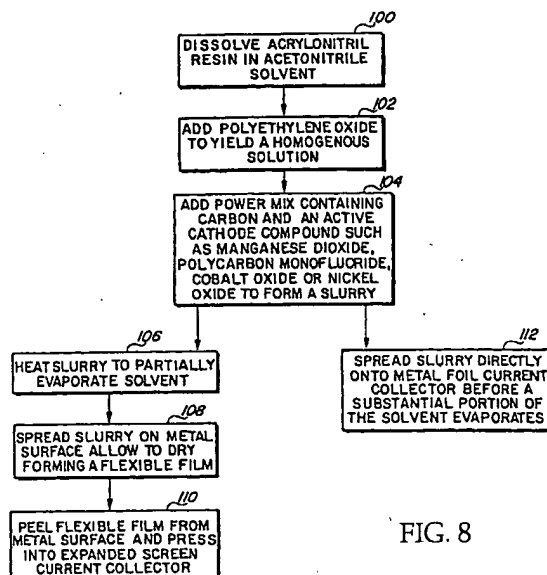 100
DISSOLVE ACRYLONITRIL
RESIN IN ACETONITRILE
SOLVENT
102
ADD POLYETHYLENE OXIDE
TO YIELD A HOMOGENOUS
SOLUTION
104
ADD POWER MIX CONTAINING
CARBON AND AN ACTIVE
CATHODE COMPOUND SUCH
AS MANGANESE DIOXIDE,
POLYCARBON MONOFLUCRIDE,
COBALT OXIDE OR NICKEL
OXIDE TO FORM A SLURRY
106
HEAT SLURRY TO PARTIALLY
EVAPORATE SOLVENT
108
SPREAD SLURRY ON METAL
SURFACE ALLOW TO DRY
FORMING A FLEXIBLE FILM
110
PEEL FLEXIBLE FILM FROM
METAL SURFACE AND PRESS
INTO EXPANDED SCREEN
CURRENT COLLECTOR
112
SPREAD SLURRY DIRECTLY
ONTO METAL FOIL CURRENT
COLLECTOR BEFORE A
SUBSTANTIAL PORTION OF
THE SOLVENT EVAPORATES
FIG. 8